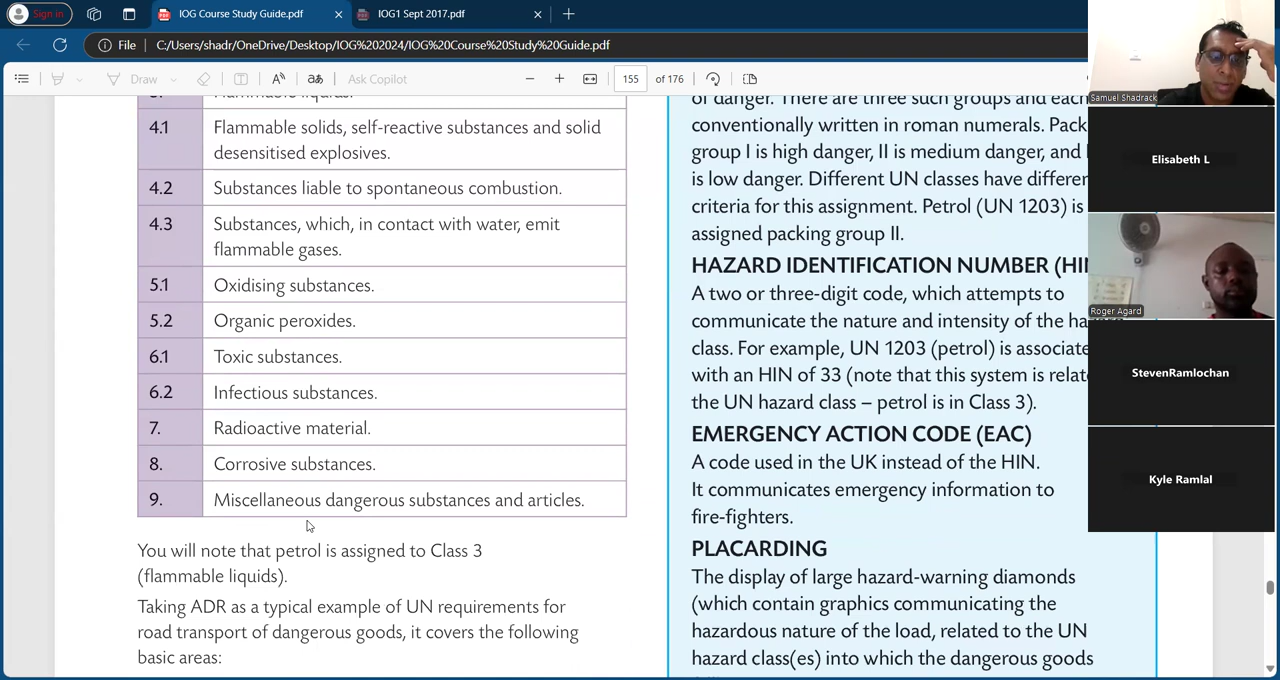 Sign in
IOG Course Study Guide.pdf
IOG1 Sept 2017.pdf
File
C:/Users/shadr/OneDrive/Desktop/IOG%202024/IOG%20Course%20Study%20Guide.pdf
Draw
Ask Copilot
155 of 176
4.1 Flammable solids, self-reactive substances and solid
desensitised explosives.
4.2 Substances liable to spontaneous combustion.
4.3 Substances, which, in contact with water, emit
flammable gases.
5.1 Oxidising substances.
5.2 Organic peroxides.
6.1 Toxic substances.
6.2 Infectious substances.
7. Radioactive material.
8. Corrosive substances.
9. Miscellaneous dangerous substances and articles.
You will note that petrol is assigned to Class 3
(flammable liquids).
Taking ADR as a typical example of UN requirements for
road transport of dangerous goods, it covers the following
basic areas:
of danger. There are three such groups and each
conventionally written in roman numerals. Pack
group I is high danger, II is medium danger, and
is low danger. Different UN classes have differen
criteria for this assignment. Petrol (UN 1203) is
assigned packing group II.
HAZARD IDENTIFICATION NUMBER (HI
A two or three-digit code, which attempts to
communicate the nature and intensity of the ha
class. For example, UN 1203 (petrol) is associate
with an HIN of 33 (note that this system is relat
the UN hazard class – petrol is in Class 3).
EMERGENCY ACTION CODE (EAC)
A code used in the UK instead of the HIN.
It communicates emergency information to
fire-fighters.
PLACARDING
The display of large hazard-warning diamonds
(which contain graphics communicating the
hazardous nature of the load, related to the UN
hazard class(es) into which the dangerous goods
Samuel Shadrack
Elisabeth L
Roger Agard
StevenRamlochan
Kyle Ramlal